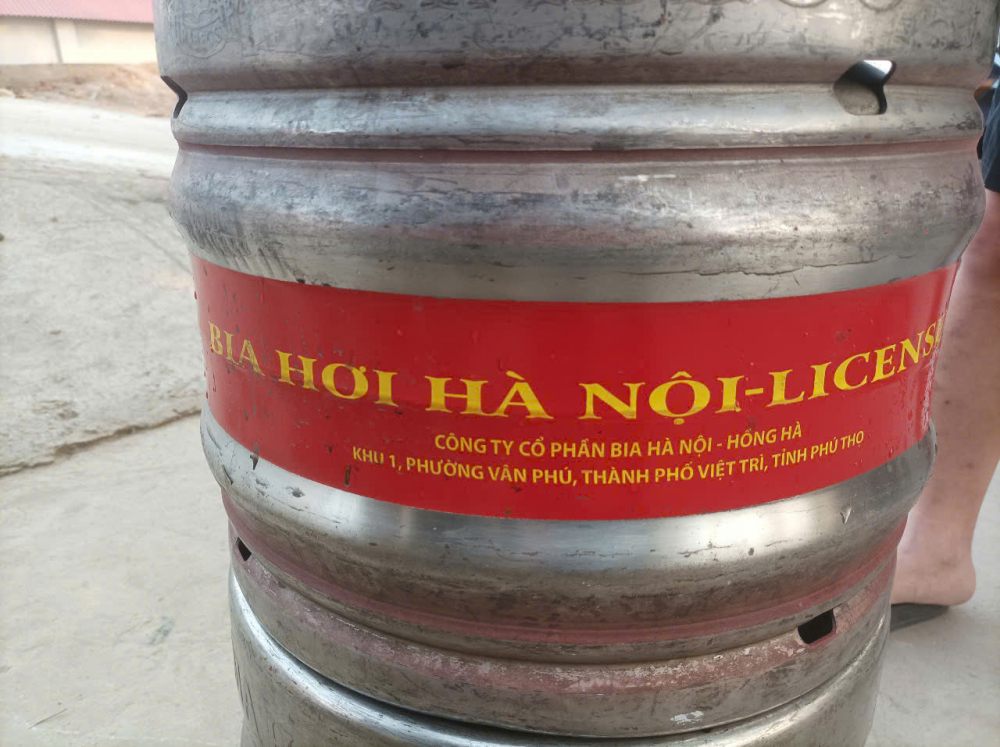 BIA HƠI HÀ NỘI-LICENS
CÔNG TY CỔ PHẦN BIA HÀ NỘI - HỒNG HÀ
KHU 1, PHƯỜNG VÂN PHÚ, THÀNH PHỐ VIỆT TRÌ, TỈNH PHÚ THỌ